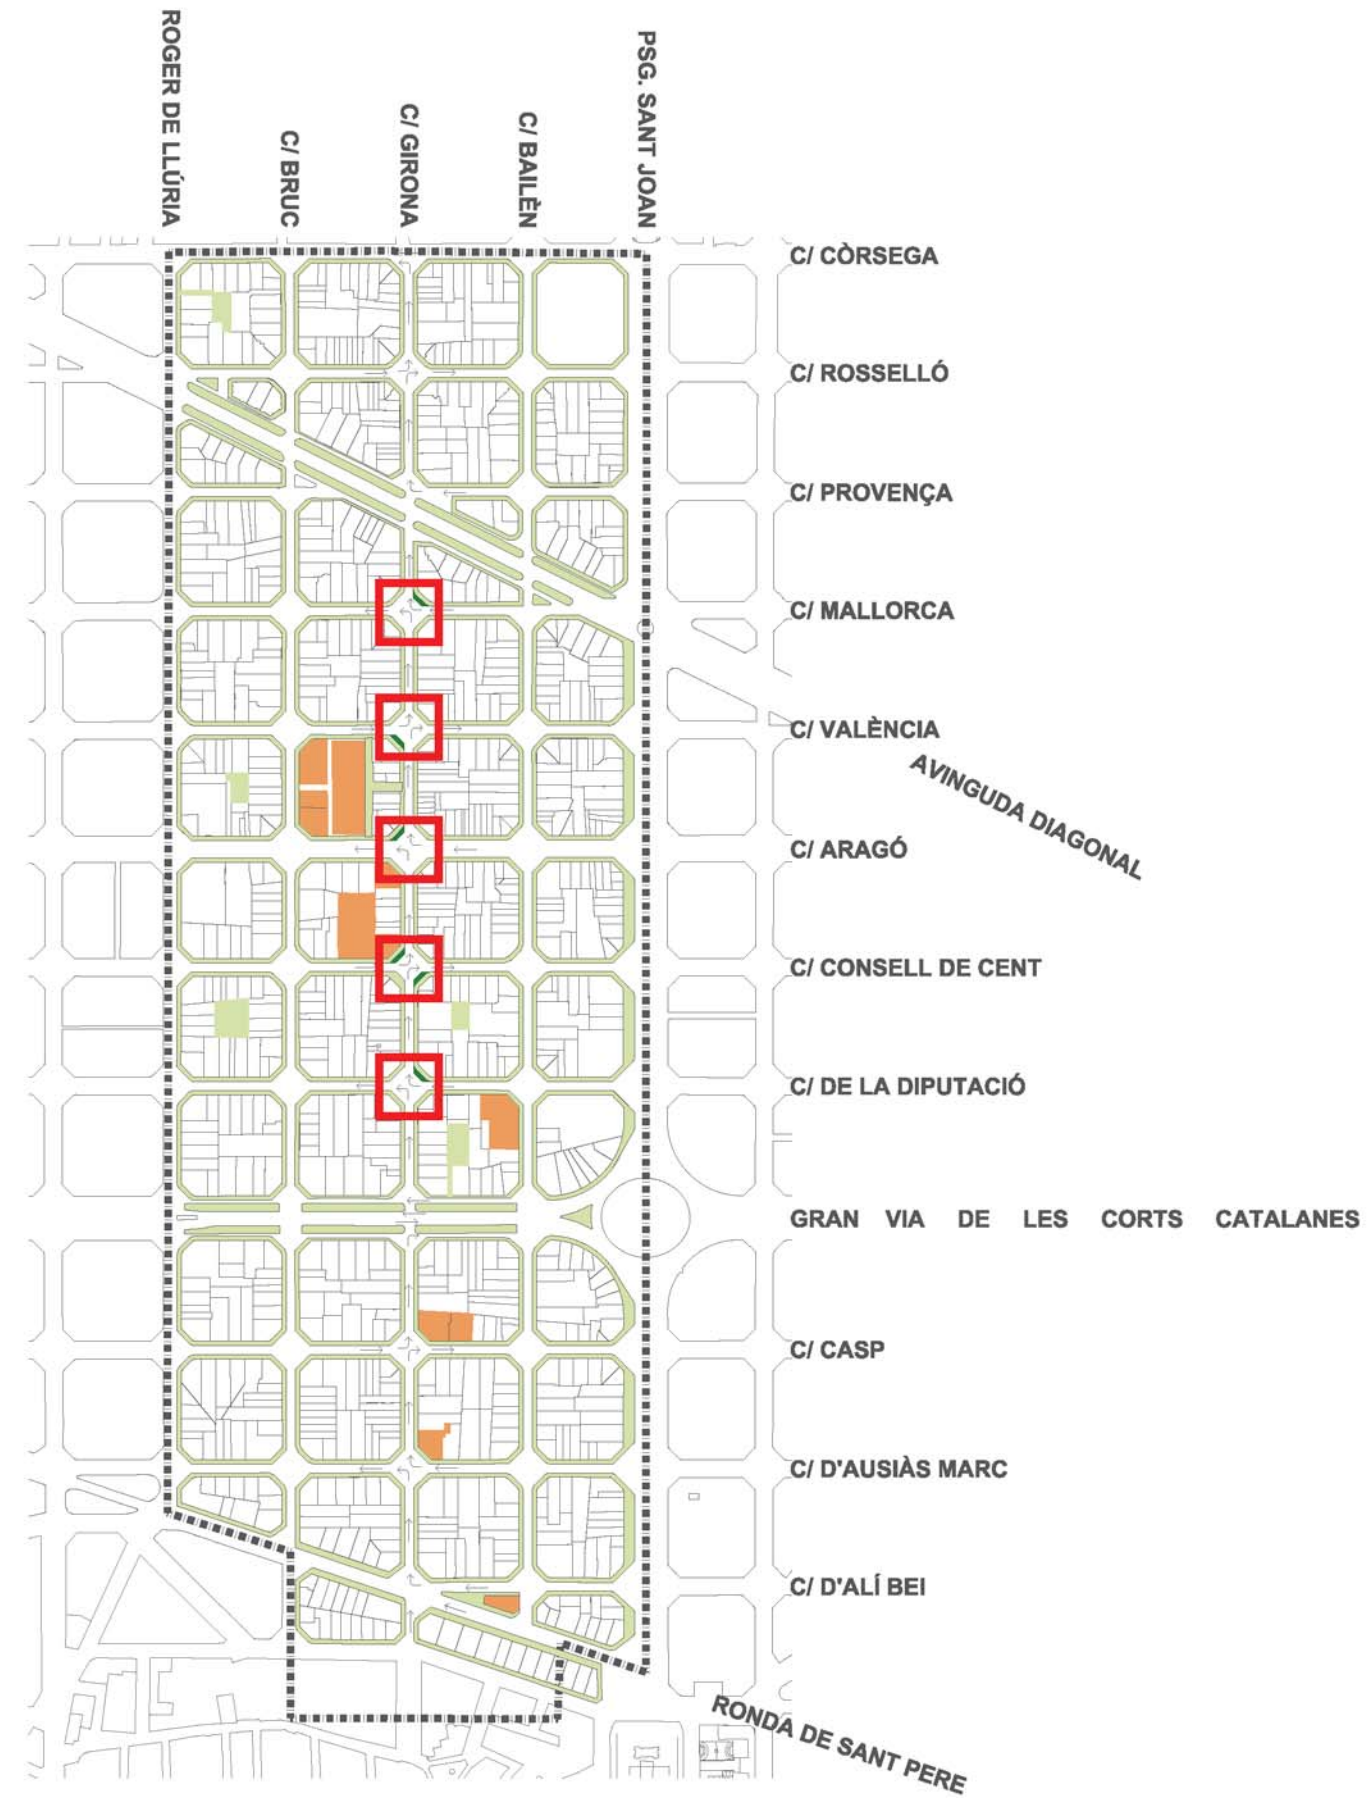 ROGER DE LLÚRIA
C/ BRUC
C/ GIRONA
C/ BAILÈN
PSG. SANT JOAN
C/ CÒRSEGA
C/ ROSSELLÓ
C/ PROVENÇA
C/ MALLORCA
C/ VALÈNCIA
AVINGUDA DIAGONAL
C/ ARAGÓ
C/ CONSELL DE CENT
C/ DE LA DIPUTACIÓ
GRAN VIA DE LES CORTS CATALANES
C/ CASP
C/ D'AUSIÀS MARC
C/ D'ALÍ BEI
RONDA DE SANT PERE